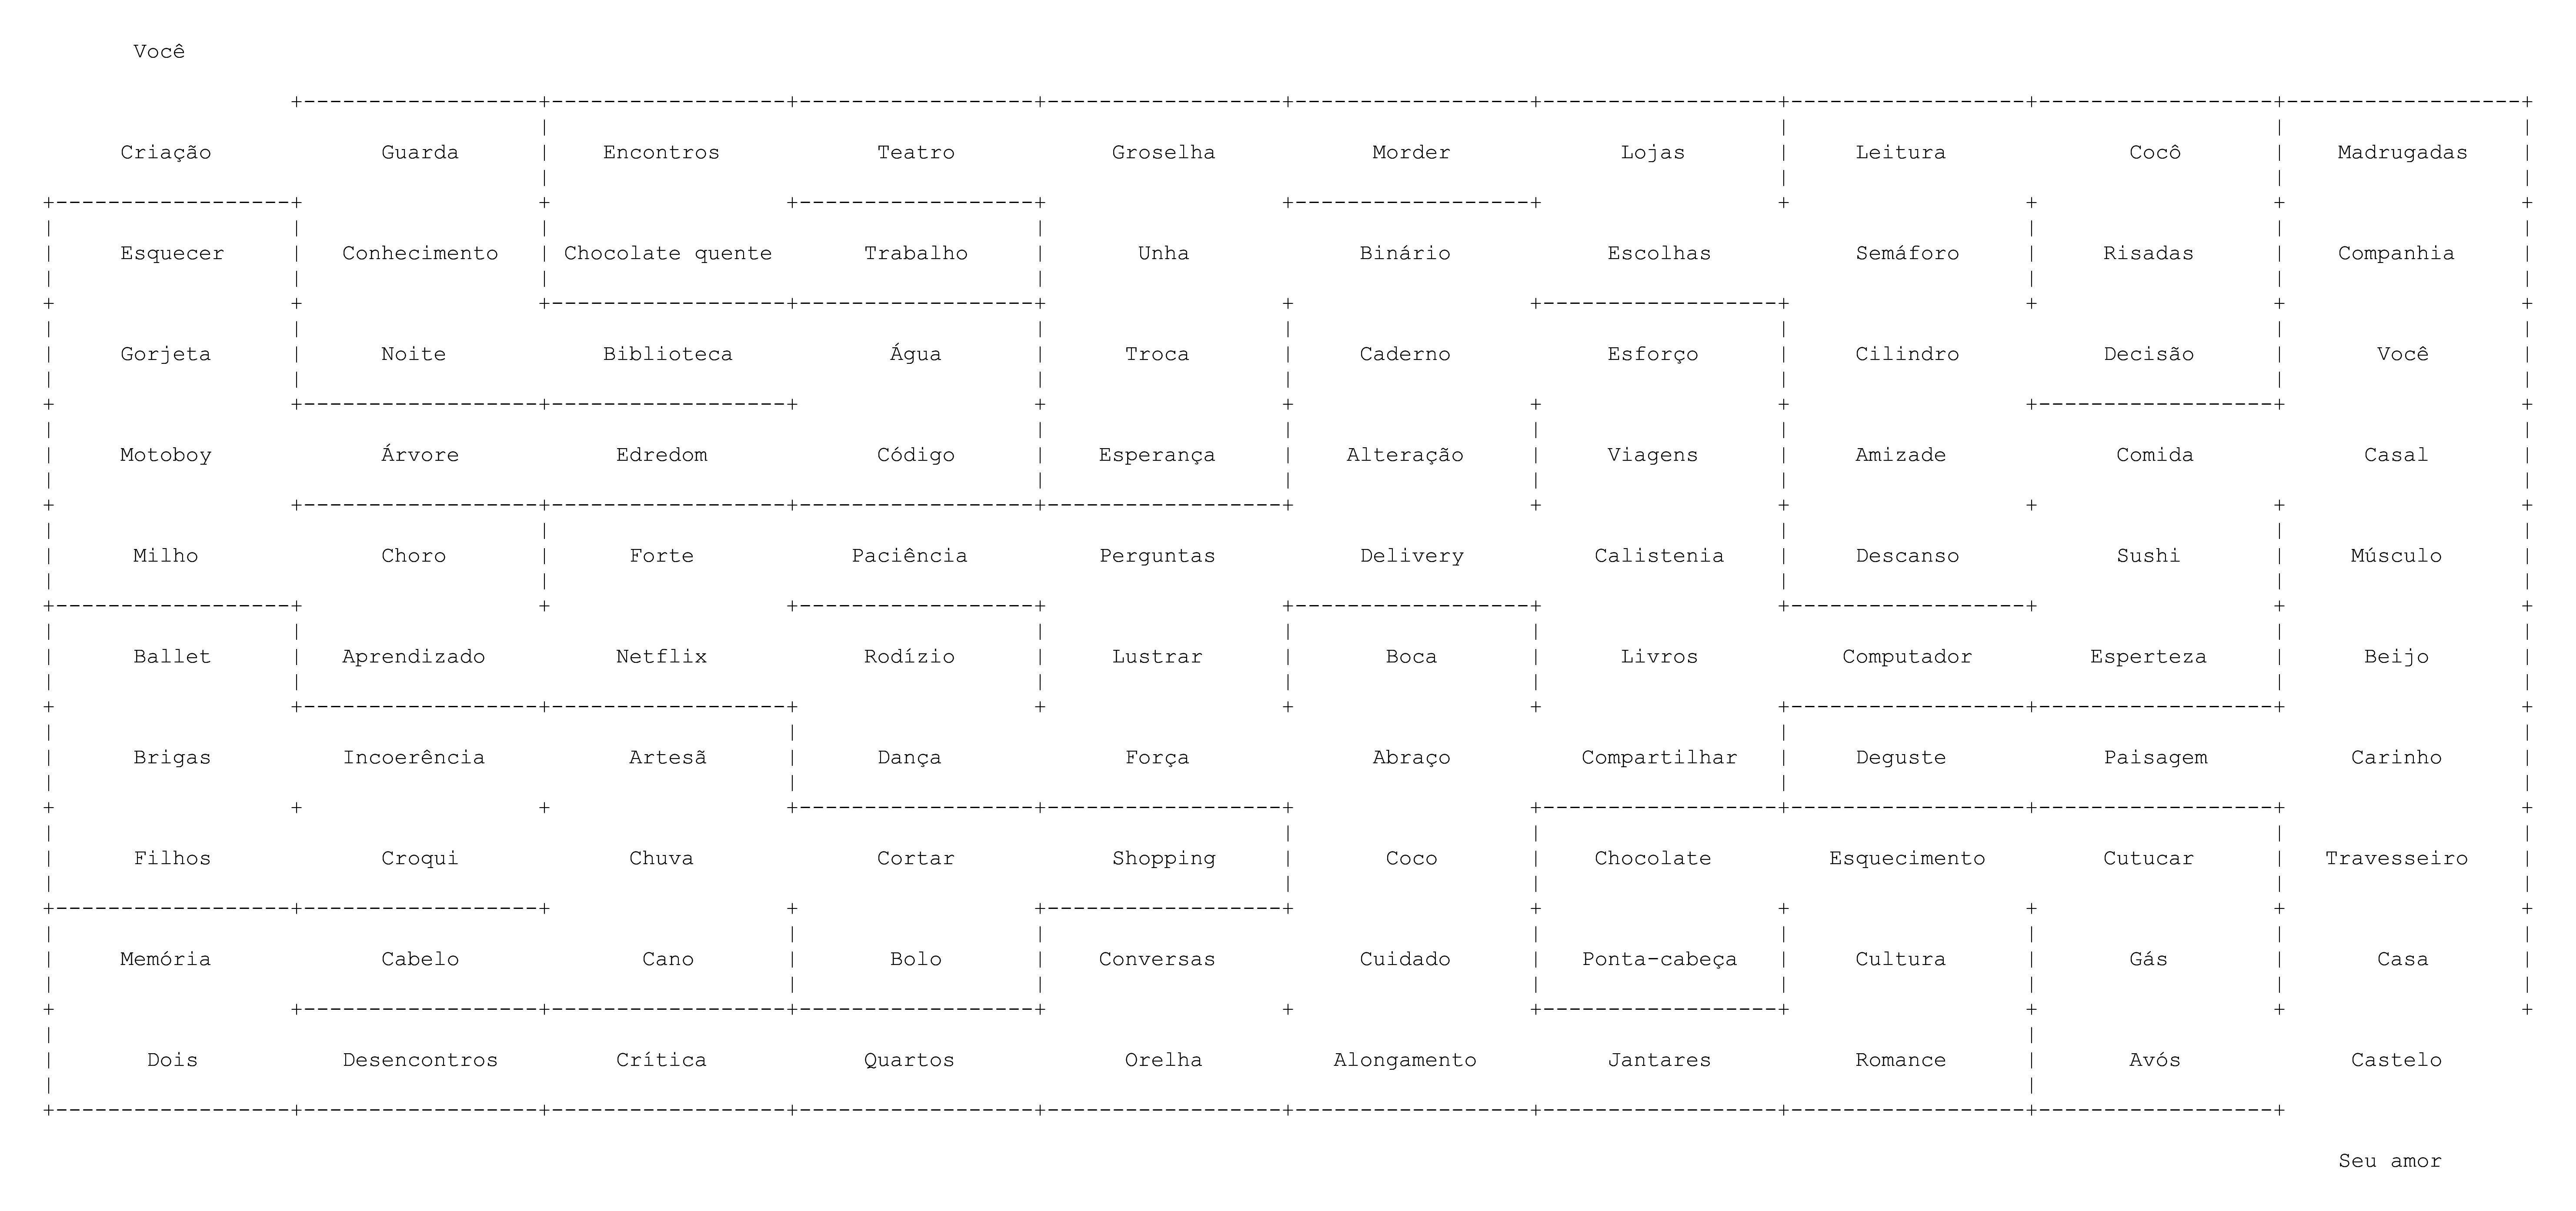 Você
Criação Guarda Encontros Teatro Groselha Morder Lojas Leitura Cocô Madrugadas
Esquecer Conhecimento Chocolate quente Trabalho Unha Binário Escolhas Semáforo Risadas Companhia
Gorjeta Noite Biblioteca Água Troca Caderno Esforço Cilindro Decisão Você
Motoboy Árvore Edredom Código Esperança Alteração Viagens Amizade Comida Casal
Milho Choro Forte Paciência Perguntas Delivery Calistenia Descanso Sushi Músculo
Ballet Aprendizado Netflix Rodízio Lustrar Boca Livros Computador Esperteza Beijo
Brigas Incoerência Artesã Dança Força Abraço Compartilhar Deguste Paisagem Carinho
Filhos Croqui Chuva Cortar Shopping Coco Chocolate Esquecimento Cutucar Travesseiro
Memória Cabelo Cano Bolo Conversas Cuidado Ponta-cabeça Cultura Gás Casa
Dois Desencontros Crítica Quartos Orelha Alongamento Jantares Romance Avós Castelo
Seu amor